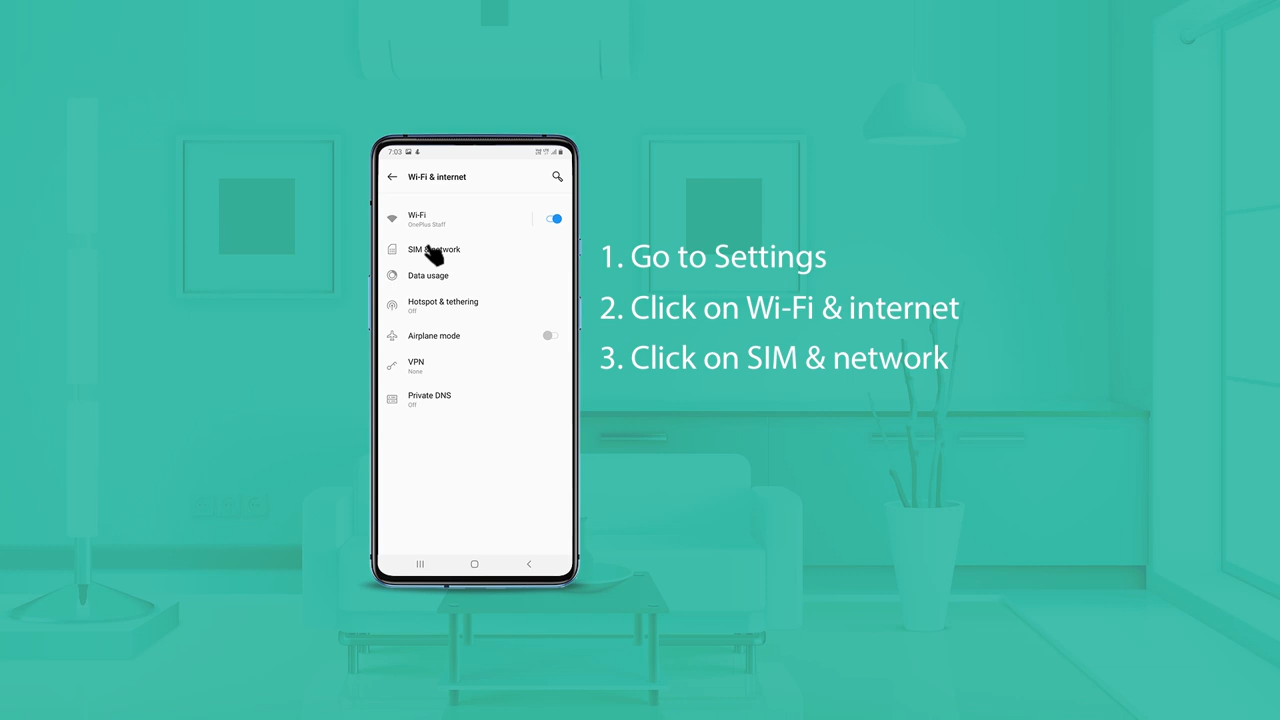 7:03
Wi-Fi & internet
Wi-Fi
OnePlus Staff
SIM & network
Data usage
Hotspot & tethering
Off
Airplane mode
VPN
None
Private DNS
Off
1. Go to Settings
2. Click on Wi-Fi & internet
3. Click on SIM & network